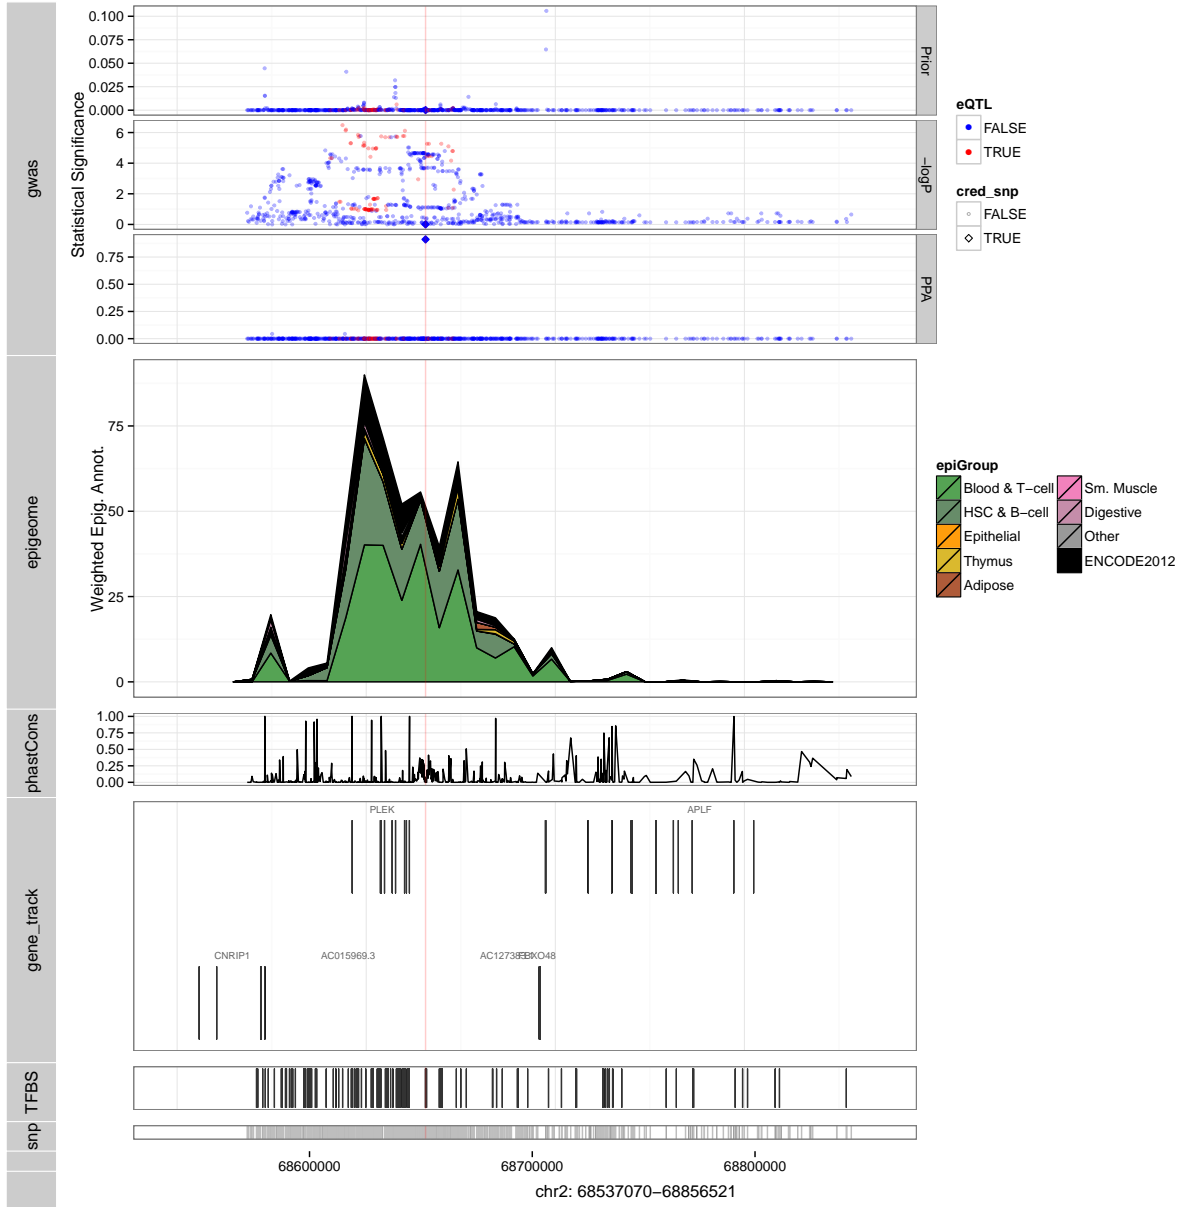 gwas
Statistical Significance
0.100
0.075
0.050
0.025
0.000
Prior
6
4
2
0
−logP
0.75
0.50
0.25
0.00
PPA
eQTL
FALSE
TRUE
cred_snp
FALSE
TRUE
epigeome
Weighted Epig. Annot.
75
50
25
0
epiGroup
Blood & T−cell
HSC & B−cell
Epithelial
Thymus
Adipose
Sm. Muscle
Digestive
Other
ENCODE2012
phastCons
1.00
0.75
0.50
0.25
0.00
gene_track
PLEK
APLF
CNRIP1
AC015969.3
TFBS
snp
68600000
68700000
68800000
chr2: 68537070−68856521